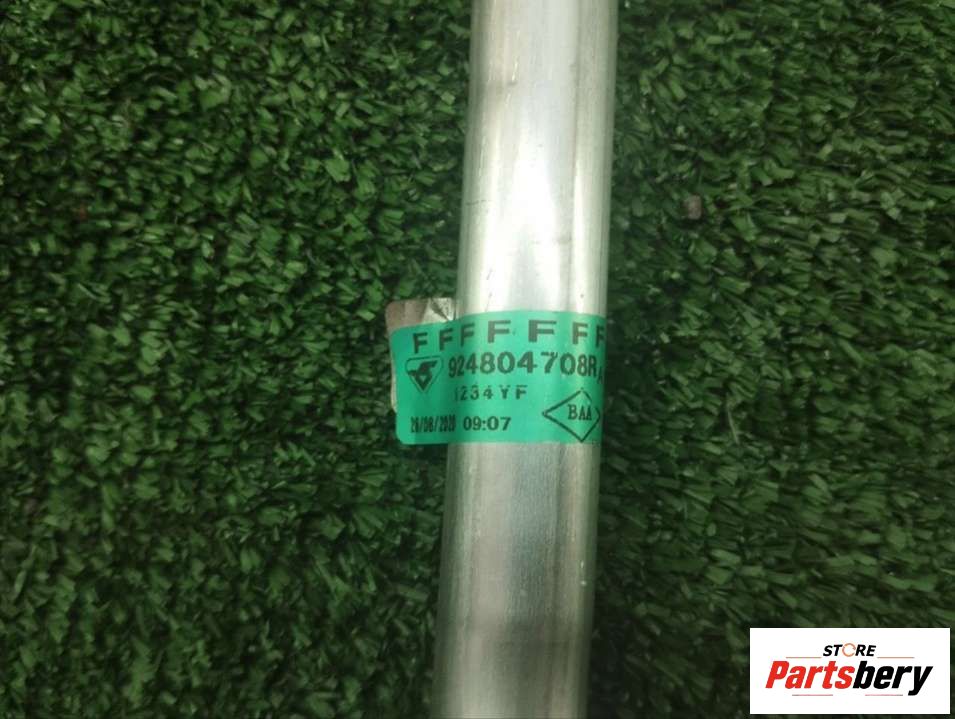 F F F F F F F
924804708R A
1234YF
BAA
09:07
STORE
Partsbery